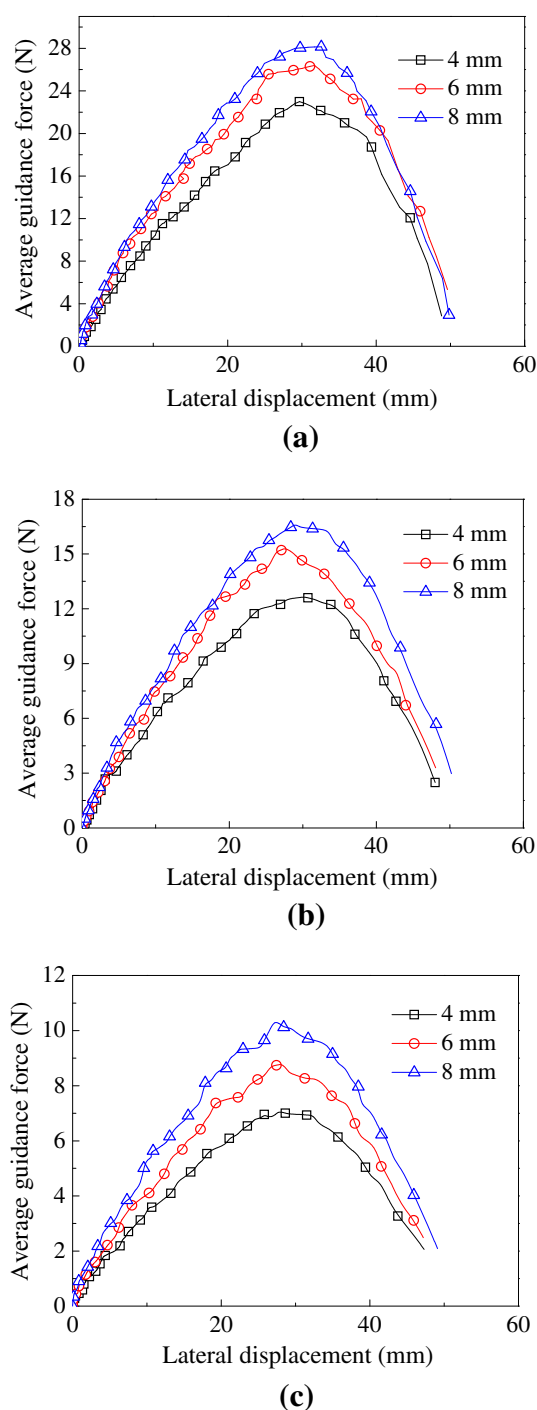 Average guidance force (N)
28
24
20
16
12
8
4
0
4 mm
6 mm
8 mm
0 20 40 60
Lateral displacement (mm)
(a)
Average guidance force (N)
18
15
12
9
6
3
0
4 mm
6 mm
8 mm
0 20 40 60
Lateral displacement (mm)
(b)
Average guidance force (N)
12
10
8
6
4
2
0
4 mm
6 mm
8 mm
0 20 40 60
Lateral displacement (mm)
(c)